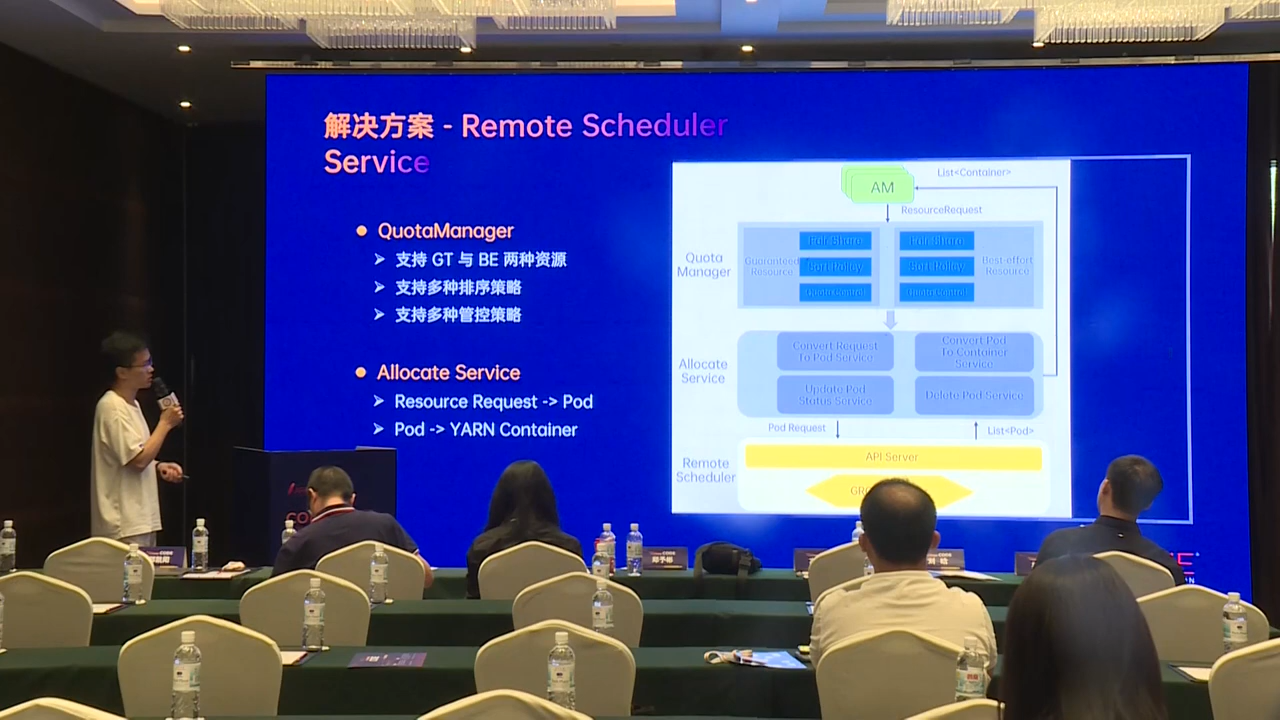 解决方案 - Remote Scheduler
Service
QuotaManager
支持 GT 与 BE 两种资源
支持多种排序策略
支持多种管控策略
Allocate Service
Resource Request -> Pod
Pod -> YARN Container
AM
List<Container>
ResourceRequest
Quota
Manager
Guaranteed
Resource
Fair Share
Sort Policy
Quota Control
Fair Share
Sort Policy
Quota Control
Best-effort
Resource
Allocate
Service
Convert Request
To Pod Service
Convert Pod
To Container
Service
Update Pod
Status Service
Delete Pod Service
Pod Request
List<Pod>
Remote
Scheduler
API Server